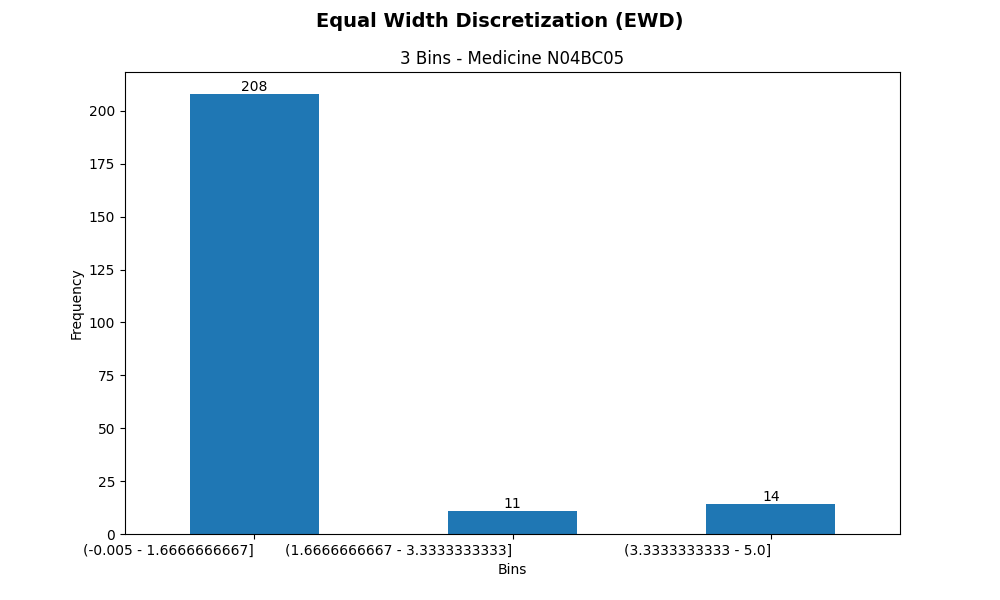 Equal Width Discretization (EWD)
3 Bins - Medicine N04BC05
208
200
175
150
125
100
75
50
25
0
Frequency
11
14
(-0.005 - 1.6666666667]
(1.6666666667 - 3.3333333333]
(3.3333333333 - 5.0]
Bins